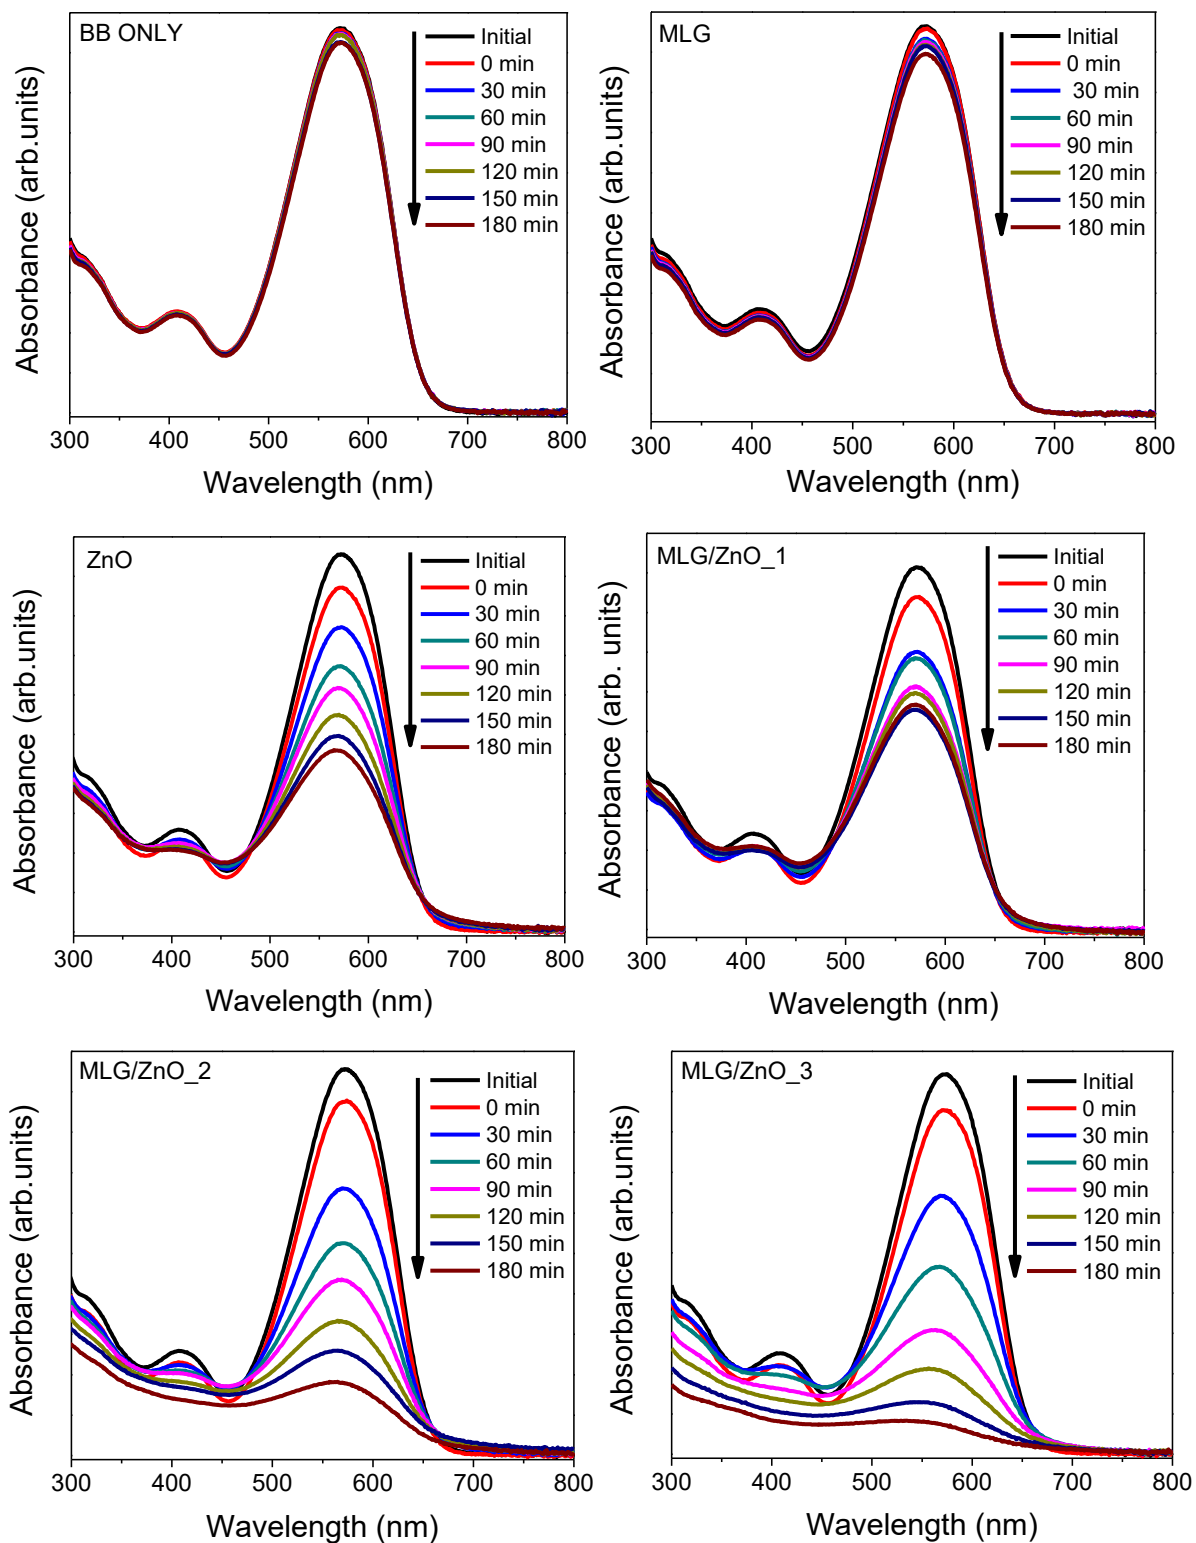 BB ONLY
Initial
0 min
30 min
60 min
90 min
120 min
150 min
180 min
Absorbance (arb.units)
300 400 500 600 700 800
Wavelength (nm)
MLG
Initial
0 min
30 min
60 min
90 min
120 min
150 min
180 min
Absorbance (arb.units)
300 400 500 600 700 800
Wavelength (nm)
ZnO
Initial
0 min
30 min
60 min
90 min
120 min
150 min
180 min
Absorbance (arb.units)
300 400 500 600 700 800
Wavelength (nm)
MLG/ZnO_1
Initial
0 min
30 min
60 min
90 min
120 min
150 min
180 min
Absorbance (arb. units)
300 400 500 600 700 800
Wavelength (nm)
MLG/ZnO_2
Initial
0 min
30 min
60 min
90 min
120 min
150 min
180 min
Absorbance (arb.units)
300 400 500 600 700 800
Wavelength (nm)
MLG/ZnO_3
Initial
0 min
30 min
60 min
90 min
120 min
150 min
180 min
Absorbance (arb.units)
300 400 500 600 700 800
Wavelength (nm)